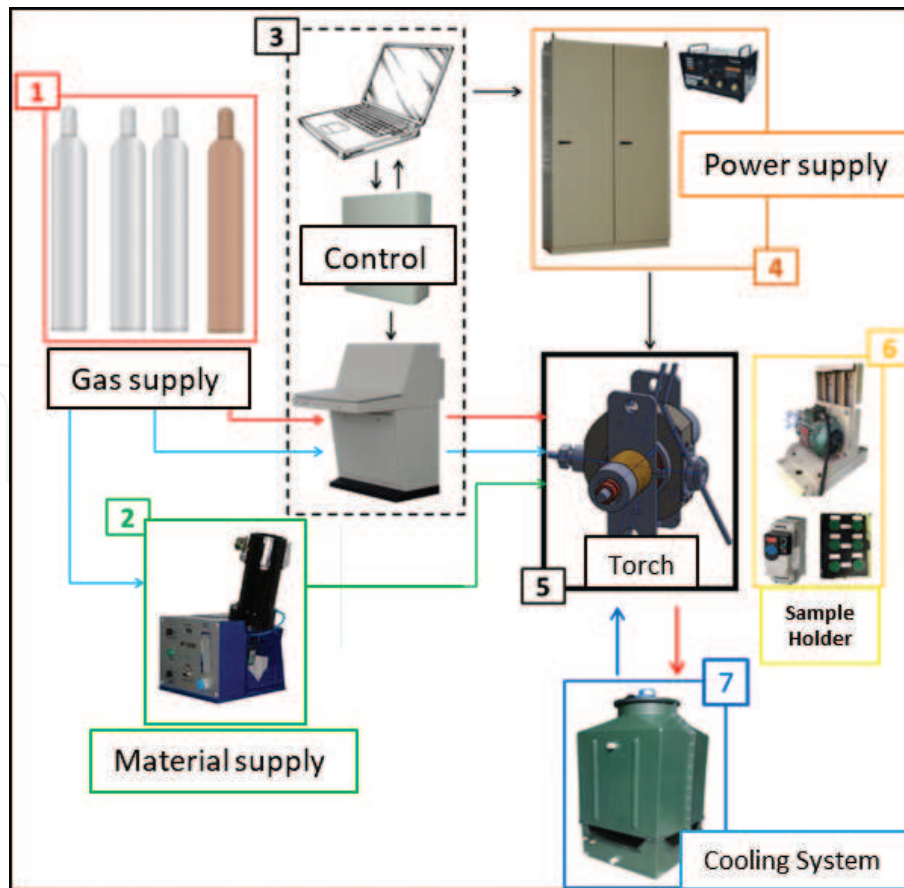 1
Gas supply
2
Material supply
3
Control
Power supply
4
5
Torch
6
Sample
Holder
7
Cooling System